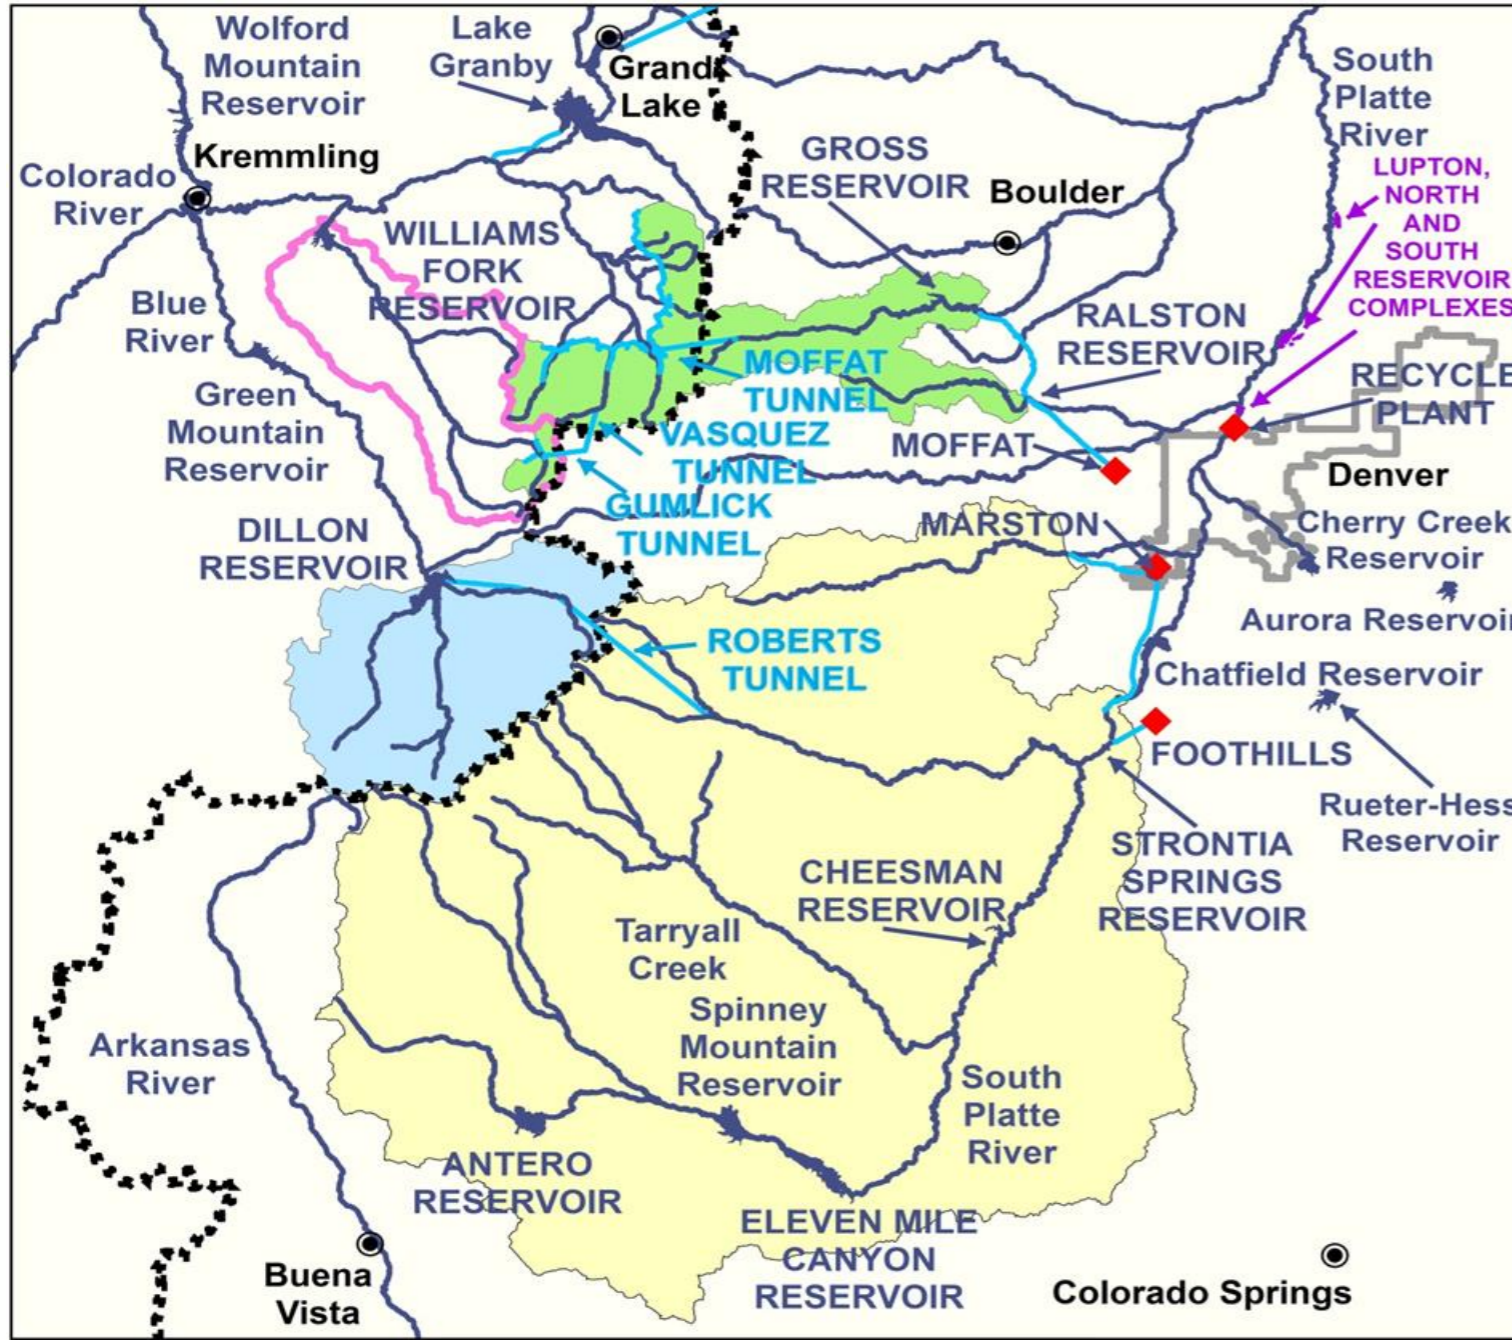 Wolford
Mountain
Reservoir
Lake
Granby
Grand
Lake
South
Platte
River
Kremmling
Colorado
River
GROSS
RESERVOIR
Boulder
LUPTON,
NORTH
AND
SOUTH
RESERVOIR
COMPLEXES
WILLIAMS
FORK
RESERVOIR
Blue
River
RALSTON
RESERVOIR
MOFFAT
TUNNEL
RECYCLE
PLANT
Green
Mountain
Reservoir
VASQUEZ
TUNNEL
MOFFAT
Denver
GUMLICK
TUNNEL
MARSTON
Cherry Creek
Reservoir
DILLON
RESERVOIR
Aurora Reservoir
ROBERTS
TUNNEL
Chatfield Reservoir
FOOTHILLS
Rueter-Hess
Reservoir
STRONTIA
SPRINGS
RESERVOIR
CHEESMAN
RESERVOIR
Tarryall
Creek
Spinney
Mountain
Reservoir
Arkansas
River
South
Platte
River
ANTERO
RESERVOIR
ELEVEN MILE
CANYON
RESERVOIR
Buena
Vista
Colorado Springs